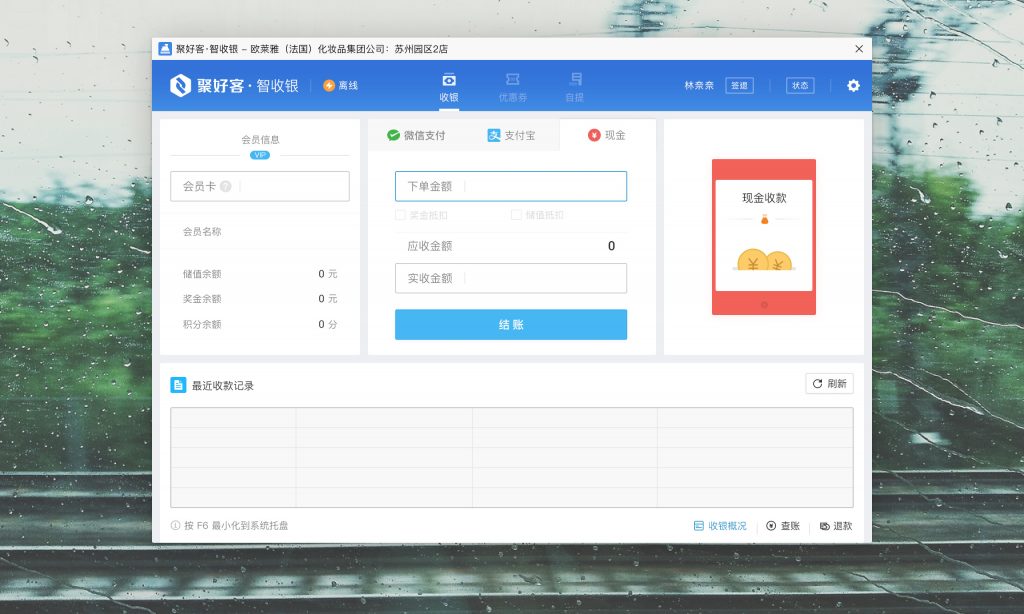 聚好客·智收银 – 欧莱雅（法国）化妆品集团公司：苏州园区2店
聚好客·智收银 离线 收银 优惠券 自提 林奈奈 签退 状态
会员信息
VIP
会员卡 ?
会员名称
储值余额 0 元
奖金余额 0 元
积分余额 0 分
微信支付 支付宝 现金
下单金额
奖金抵扣 储值抵扣
应收金额 0
实收金额
结账
现金收款
最近收款记录 刷新
按 F6 最小化到系统托盘 收银概况 查账 退款